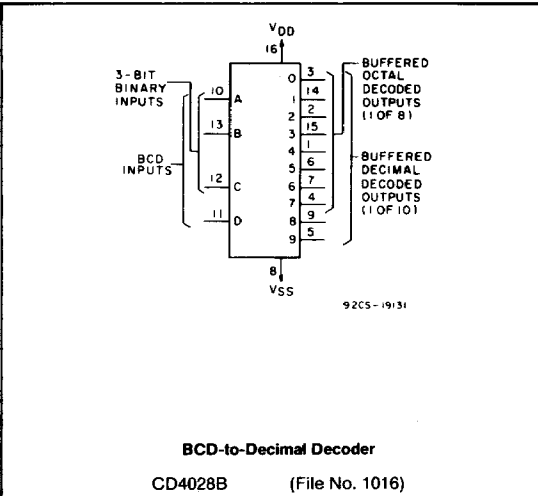 VDD
16
3-BIT
BINARY
INPUTS
BCD
INPUTS
10 A
13 B
12 C
11 D
0 3
1 14
2 2
3 15
4 1
5 6
6 7
7 4
8 9
9 5
BUFFERED
OCTAL
DECODED
OUTPUTS
(1 OF 8)
BUFFERED
DECIMAL
DECODED
OUTPUTS
(1 OF 10)
8
VSS
92CS-19131
BCD-to-Decimal Decoder
CD4028B (File No. 1016)